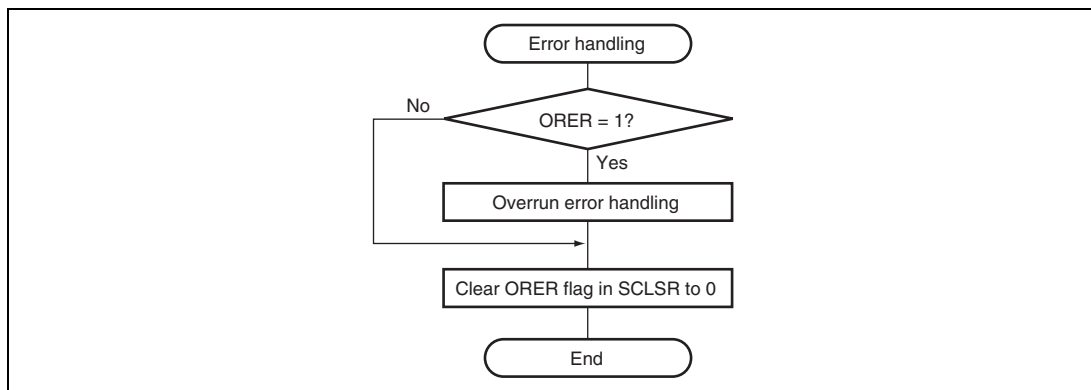 Error handling
No
ORER = 1?
Yes
Overrun error handling
Clear ORER flag in SCLSR to 0
End